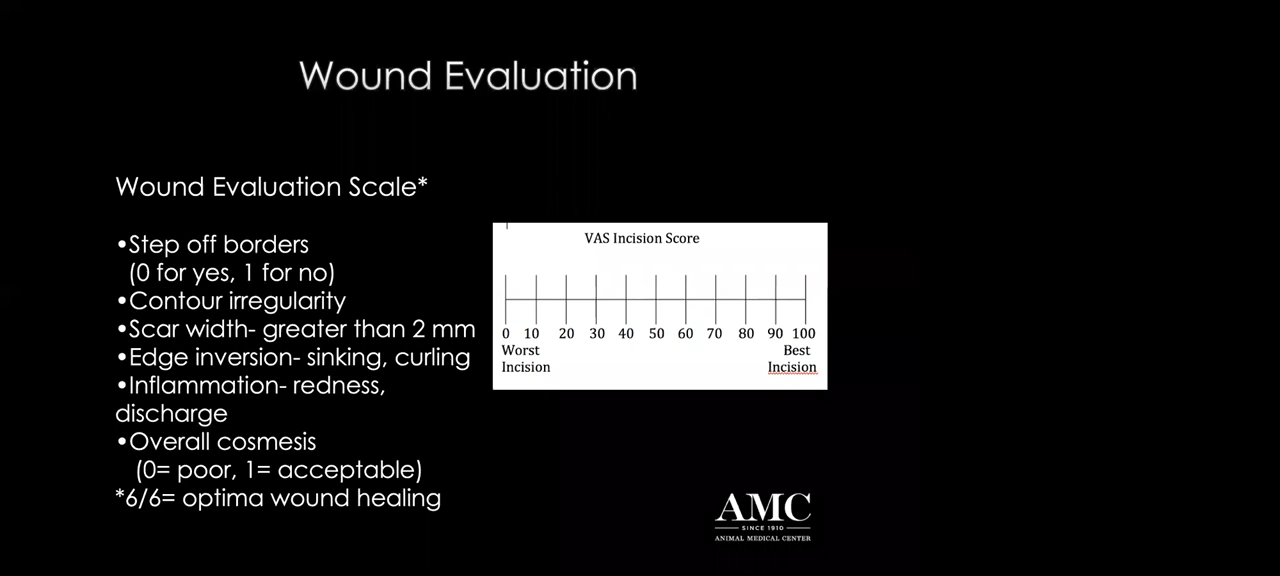 Wound Evaluation
Wound Evaluation Scale*
•Step off borders
(0 for yes, 1 for no)
•Contour irregularity
•Scar width- greater than 2 mm
•Edge inversion- sinking, curling
•Inflammation- redness,
discharge
•Overall cosmesis
(0= poor, 1= acceptable)
*6/6= optima wound healing
VAS Incision Score
0 10 20 30 40 50 60 70 80 90 100
Worst Best
Incision Incision
AMC
SINCE 1910
ANIMAL MEDICAL CENTER